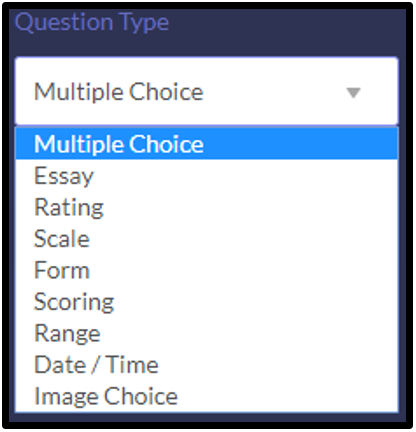 Question Type
Multiple Choice
Multiple Choice
Essay
Rating
Scale
Form
Scoring
Range
Date / Time
Image Choice